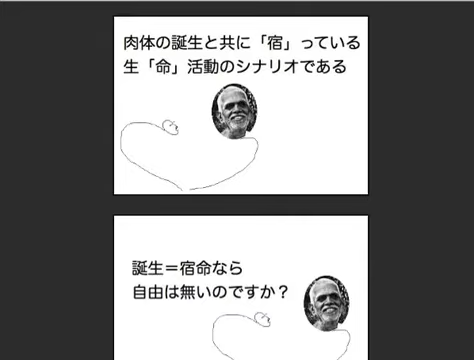 肉体の誕生と共に「宿」っている
生「命」活動のシナリオである
誕生＝宿命なら
自由は無いのですか？